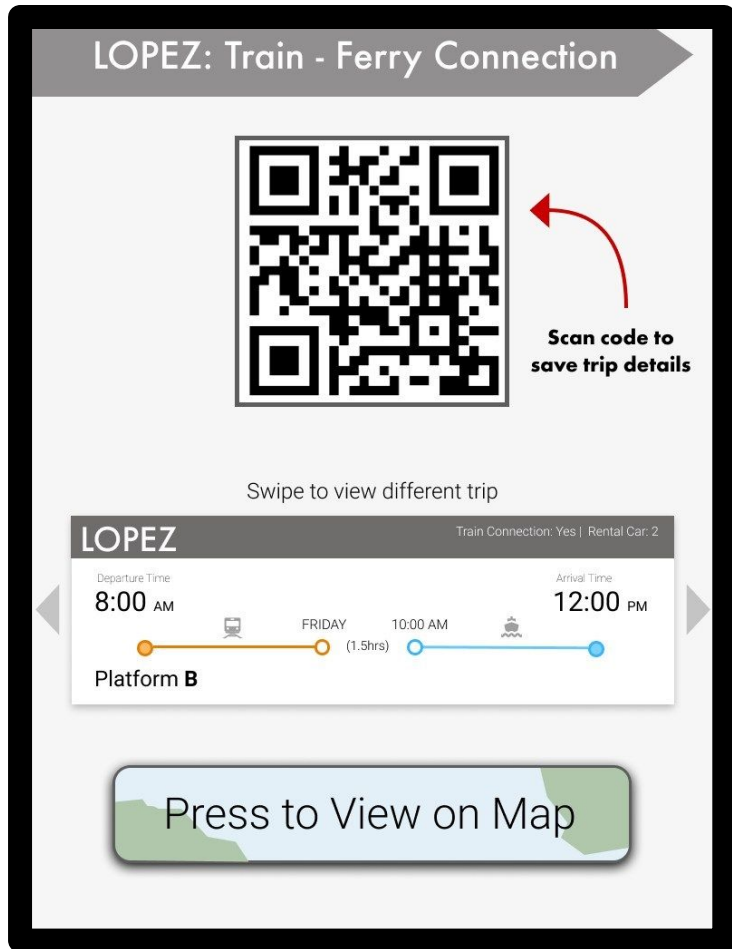 LOPEZ: Train - Ferry Connection
Scan code to
save trip details
Swipe to view different trip
LOPEZ
Train Connection: Yes | Rental Car: 2
Departure Time
Arrival Time
8:00 AM
12:00 PM
FRIDAY
10:00 AM
(1.5hrs)
Platform B
Press to View on Map